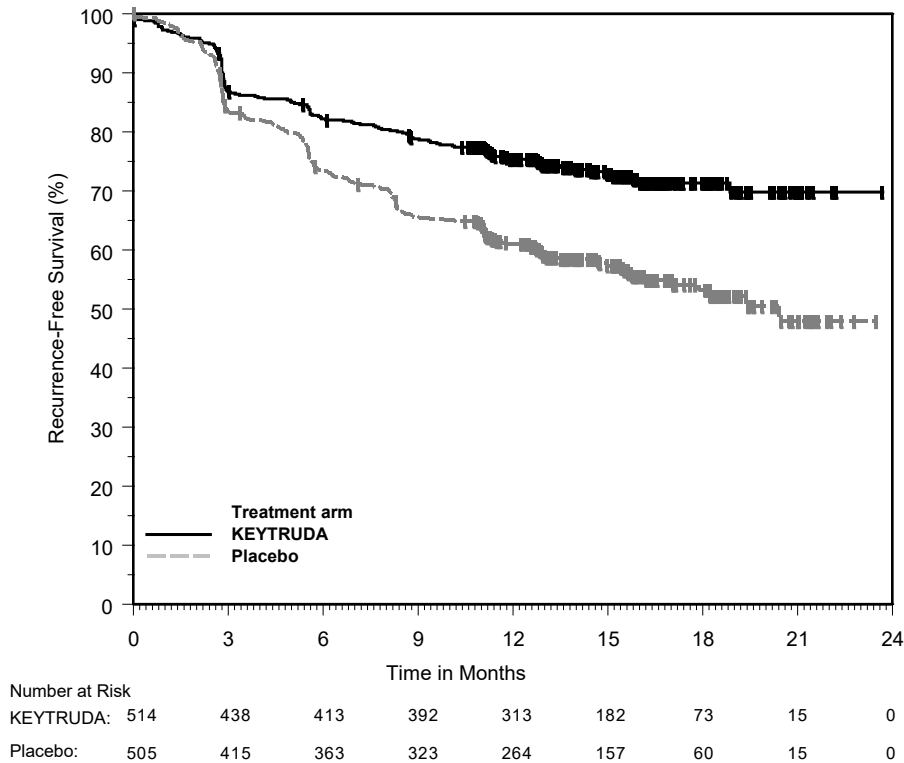 100
90
80
70
60
50
40
30
20
10
0
Recurrence-Free Survival (%)
Treatment arm
KEYTRUDA
Placebo
0 3 6 9 12 15 18 21 24
Time in Months
Number at Risk
KEYTRUDA: 514 438 413 392 313 182 73 15 0
Placebo: 505 415 363 323 264 157 60 15 0